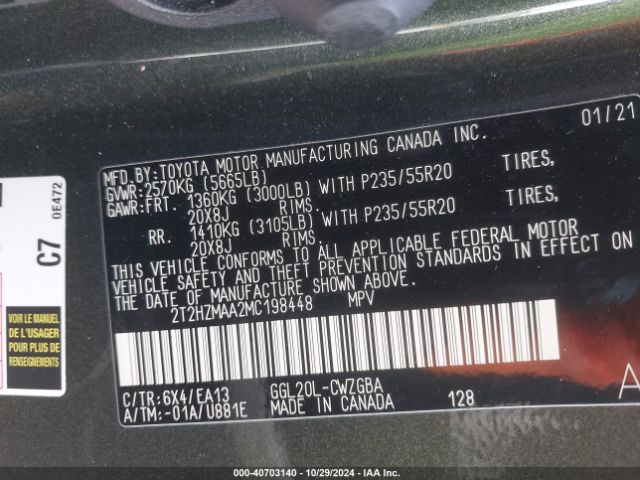 MFD.BY:TOYOTA MOTOR MANUFACTURING CANADA INC. 01/21
GVWR:2570KG (5665LB)
GAWR:FRT. 1360KG (3000LB) WITH P235/55R20 TIRES,
20X8J RIMS.
RR. 1410KG (3105LB) WITH P235/55R20 TIRES,
20X8J RIMS.
THIS VEHICLE CONFORMS TO ALL APPLICABLE FEDERAL MOTOR
VEHICLE SAFETY AND THEFT PREVENTION STANDARDS IN EFFECT ON
THE DATE OF MANUFACTURE SHOWN ABOVE.
2T2HZMAA2MC198448 MPV
C/TR:6X4/EA13 GGL20L-CWZGBA
A/TM:-01A/U881E MADE IN CANADA 128
A
C7
0E472
VOIR LE MANUEL
DE L'USAGER
POUR PLUS DE
RENSEIGNEMENTS
000-40703140 • 10/29/2024 • IAA Inc.